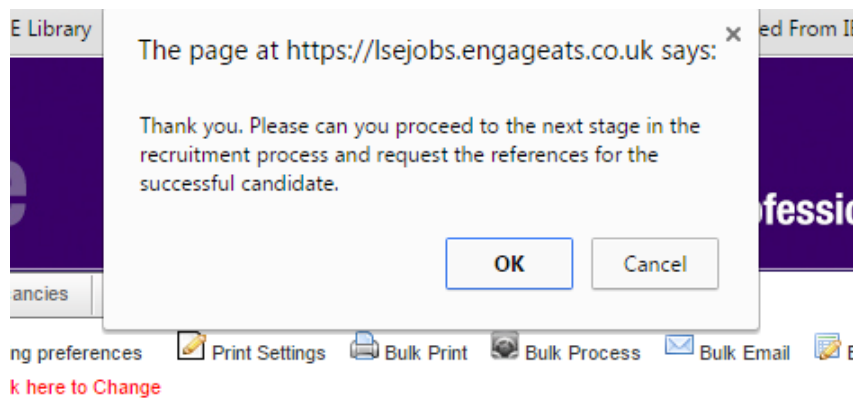 E Library
ed From IE
The page at https://lsejobs.engageats.co.uk says:
Thank you. Please can you proceed to the next stage in the
recruitment process and request the references for the
successful candidate.
OK Cancel
ofessio
ancies
ng preferences Print Settings Bulk Print Bulk Process Bulk Email
k here to Change